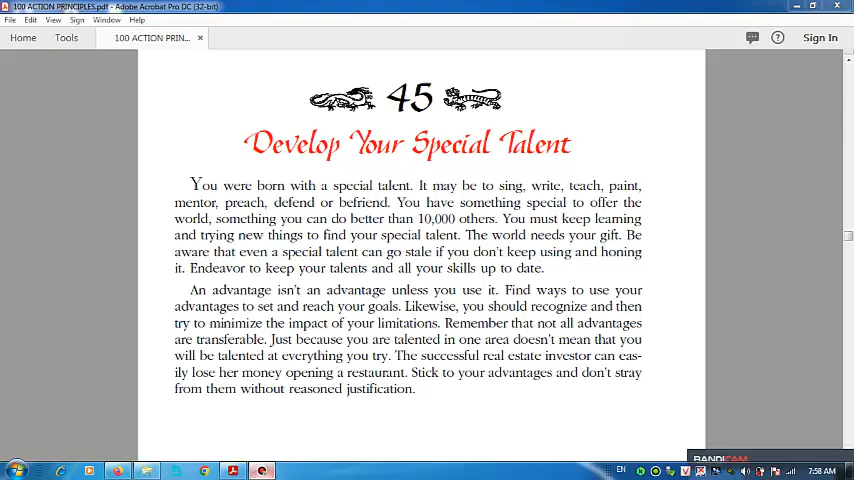 100 ACTION PRINCIPLES.pdf - Adobe Acrobat Pro DC (32-bit)
File Edit View Sign Window Help
Home Tools 100 ACTION PRIN... × Sign In
45
Develop Your Special Talent
You were born with a special talent. It may be to sing, write, teach, paint,
mentor, preach, defend or befriend. You have something special to offer the
world, something you can do better than 10,000 others. You must keep learning
and trying new things to find your special talent. The world needs your gift. Be
aware that even a special talent can go stale if you don't keep using and honing
it. Endeavor to keep your talents and all your skills up to date.
An advantage isn't an advantage unless you use it. Find ways to use your
advantages to set and reach your goals. Likewise, you should recognize and then
try to minimize the impact of your limitations. Remember that not all advantages
are transferable. Just because you are talented in one area doesn't mean that you
will be talented at everything you try. The successful real estate investor can eas-
ily lose her money opening a restaurant. Stick to your advantages and don't stray
from them without reasoned justification.
BANDICAM
EN 7:58 AM